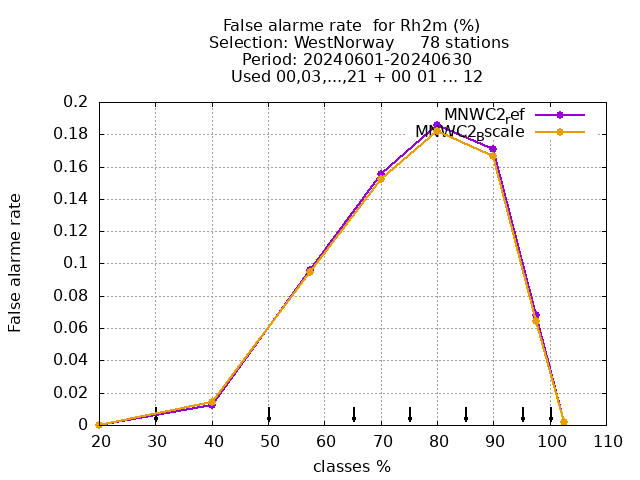 False alarme rate  for Rh2m (%)
Selection: WestNorway     78 stations
Period: 20240601-20240630
Used 00,03,...,21 + 00 01 ... 12
MNWC2ref
MNWC2Bscale
False alarme rate
0.2
0.18
0.16
0.14
0.12
0.1
0.08
0.06
0.04
0.02
0
20 30 40 50 60 70 80 90 100 110
classes %